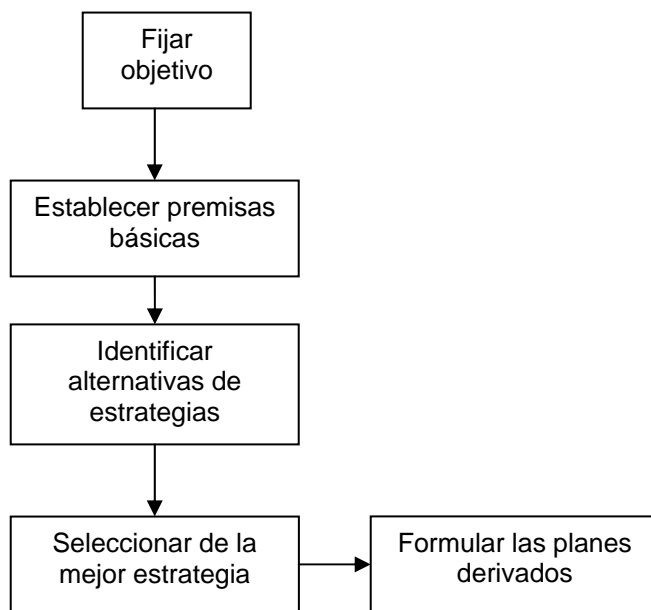 Fijar
objetivo
Establecer premisas
básicas
Identificar
alternativas de
estrategias
Seleccionar de la
mejor estrategia
Formular las planes
derivados